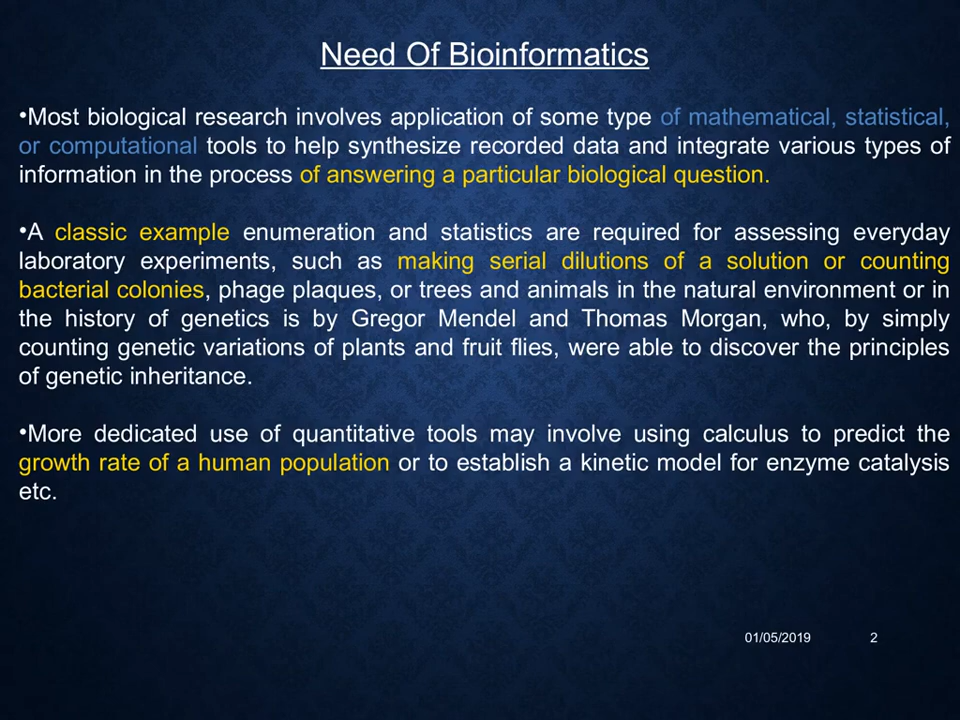 Need Of Bioinformatics
•Most biological research involves application of some type of mathematical, statistical,
or computational tools to help synthesize recorded data and integrate various types of
information in the process of answering a particular biological question.
•A classic example enumeration and statistics are required for assessing everyday
laboratory experiments, such as making serial dilutions of a solution or counting
bacterial colonies, phage plaques, or trees and animals in the natural environment or in
the history of genetics is by Gregor Mendel and Thomas Morgan, who, by simply
counting genetic variations of plants and fruit flies, were able to discover the principles
of genetic inheritance.
•More dedicated use of quantitative tools may involve using calculus to predict the
growth rate of a human population or to establish a kinetic model for enzyme catalysis
etc.
01/05/2019 2